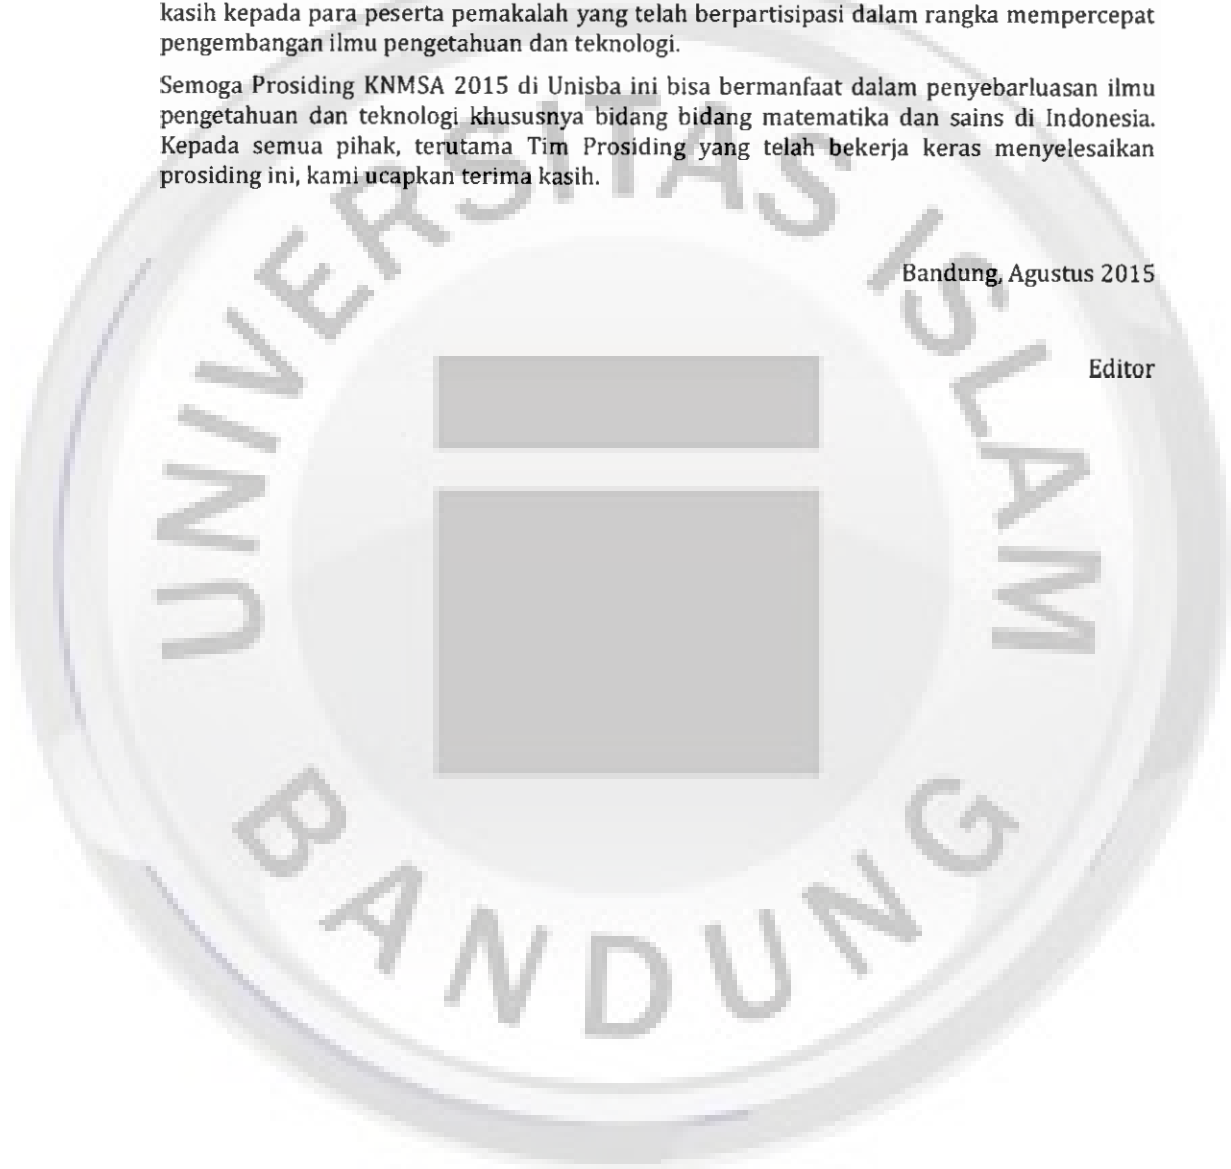 kasih kepada para peserta pemakalah yang telah berpartisipasi dalam rangka mempercepat
pengembangan ilmu pengetahuan dan teknologi.
Semoga Prosiding KNMSA 2015 di Unisba ini bisa bermanfaat dalam penyebarluasan ilmu
pengetahuan dan teknologi khususnya bidang bidang matematika dan sains di Indonesia.
Kepada semua pihak, terutama Tim Prosiding yang telah bekerja keras menyelesaikan
prosiding ini, kami ucapkan terima kasih.
Bandung, Agustus 2015
Editor
UNIVERSITAS ISLAM
BANDUNG